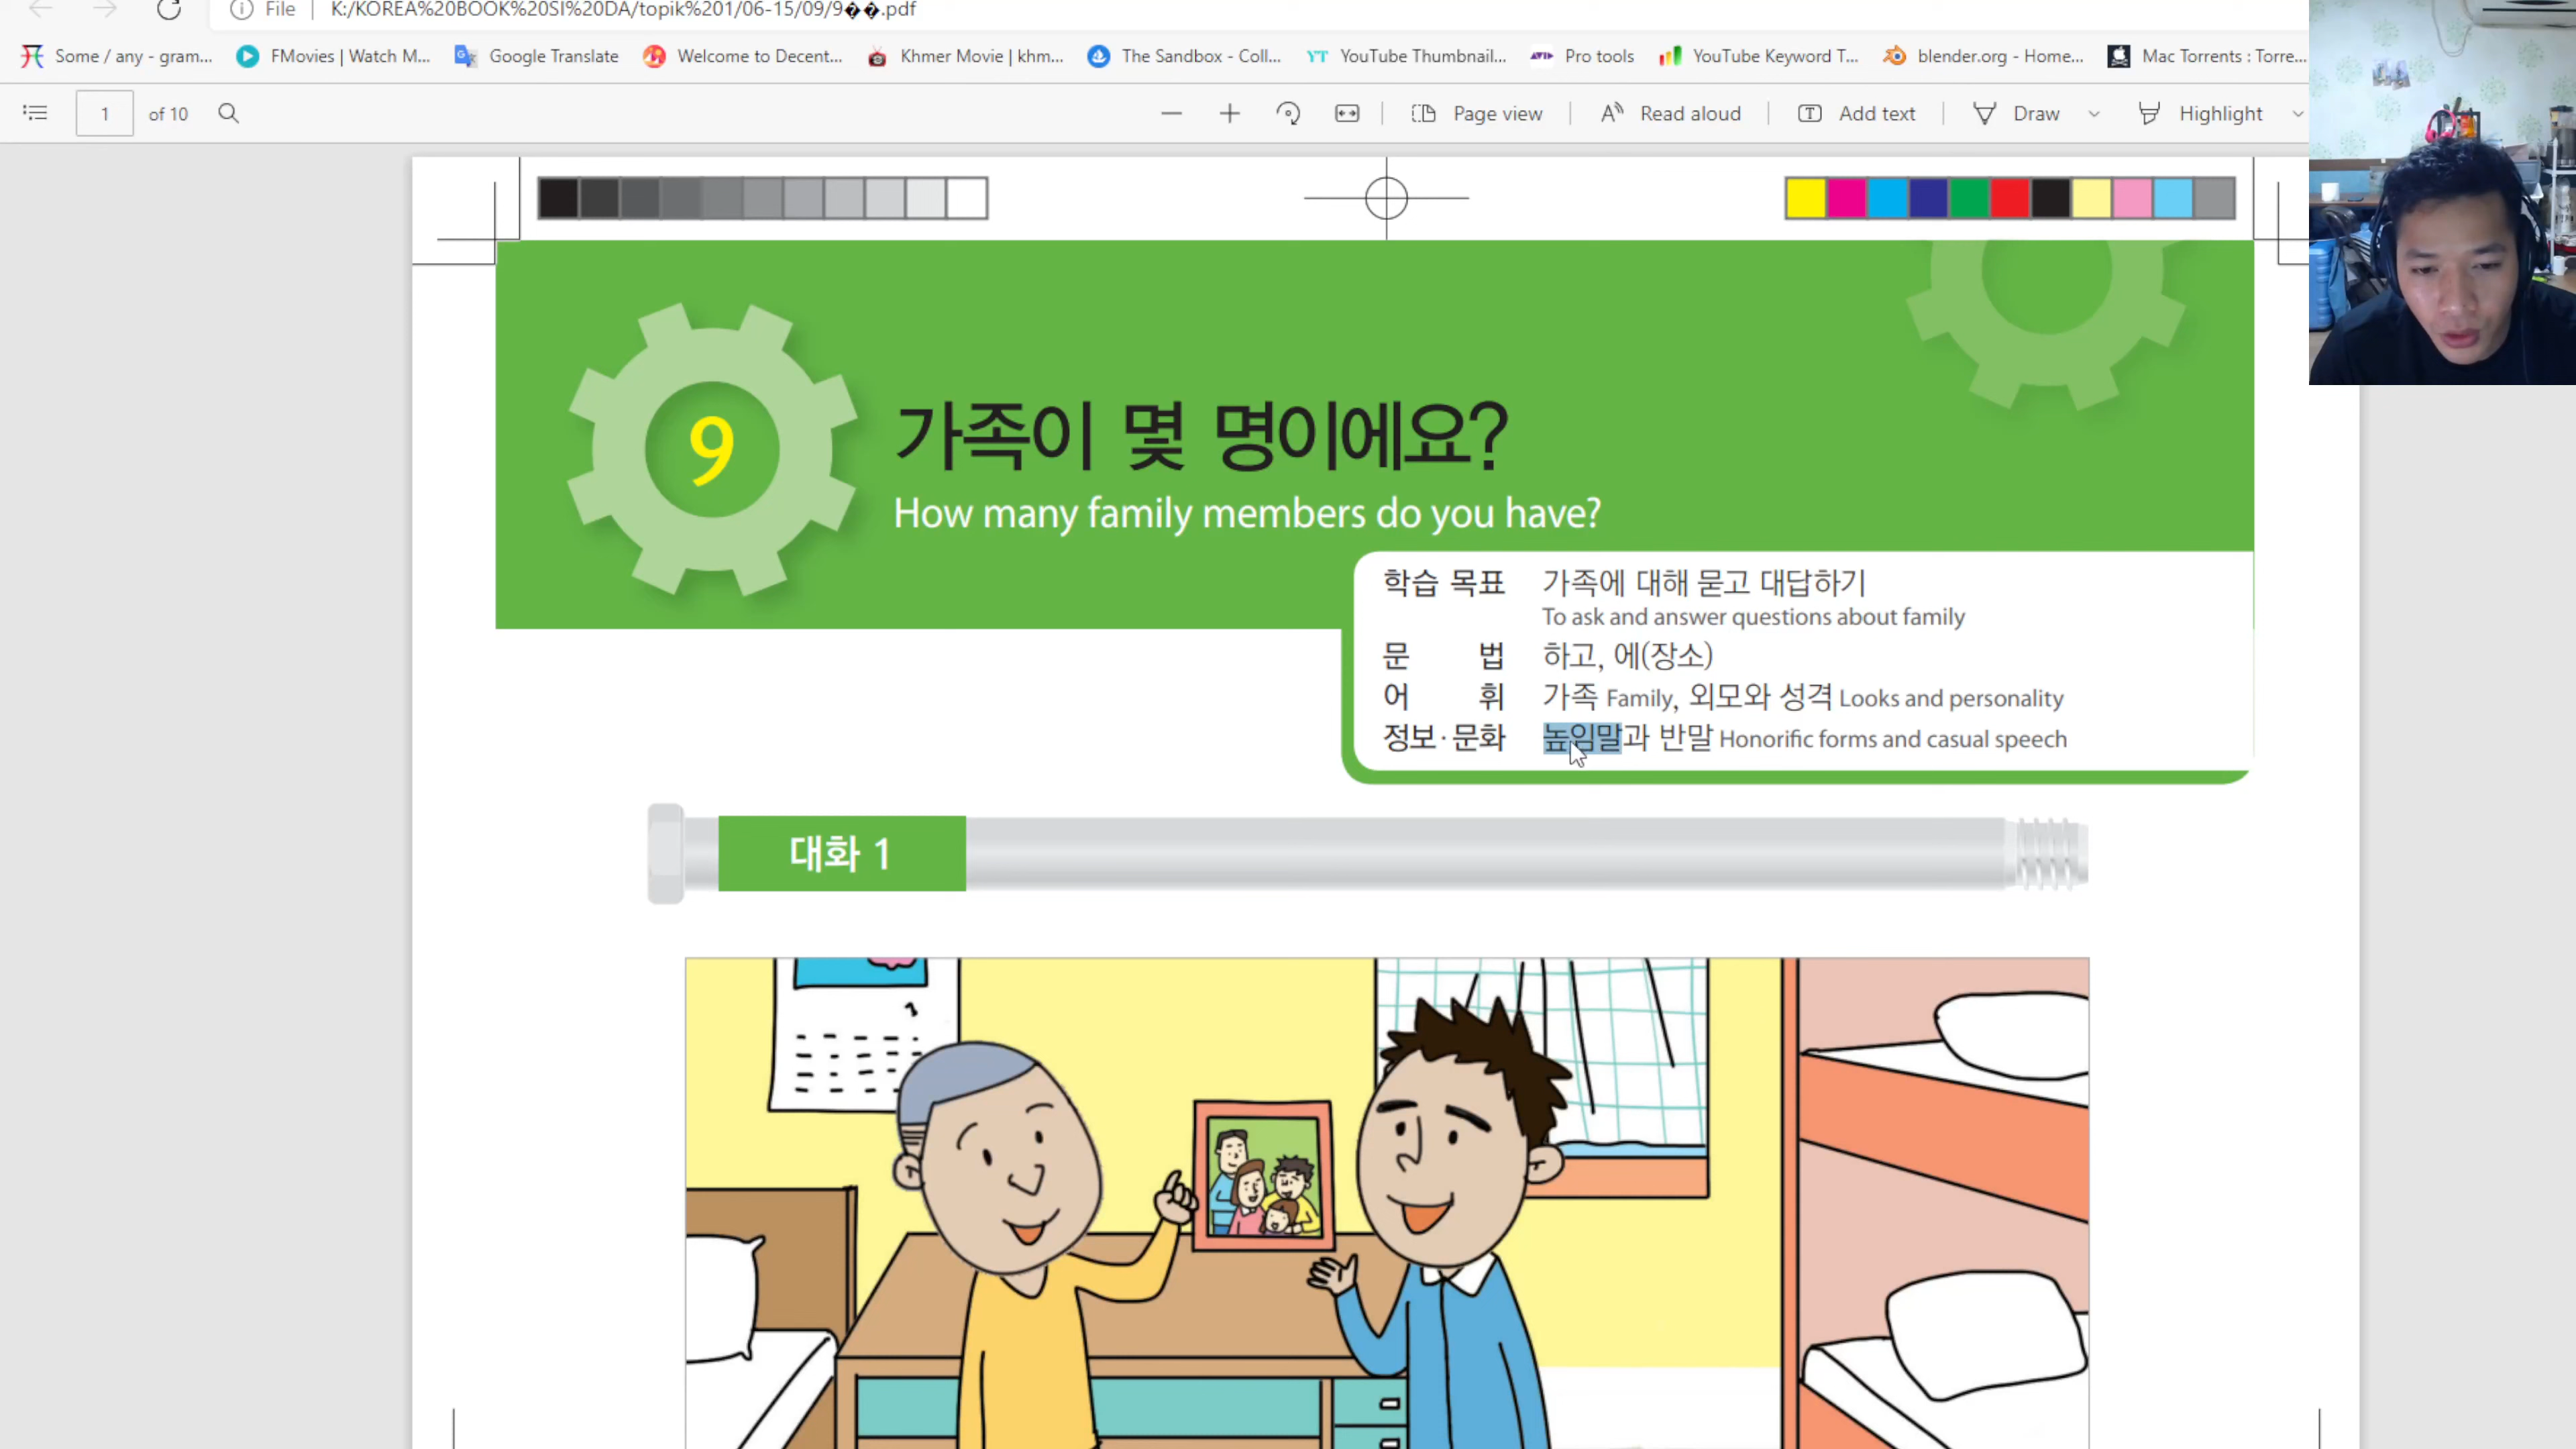 File K:/KOREA%20BOOK%20SI%20DA/topik%201/06-15/09/9��.pdf
Some / any - gram... FMovies | Watch M... Google Translate Welcome to Decent... Khmer Movie | khm... The Sandbox - Coll... YouTube Thumbnail... Pro tools YouTube Keyword T... blender.org - Home... Mac Torrents : Torre...
1 of 10 Page view Read aloud Add text Draw Highlight
9
가족이 몇 명이에요?
How many family members do you have?
학습 목표 가족에 대해 묻고 대답하기
To ask and answer questions about family
문 법 하고, 에(장소)
어 휘 가족 Family, 외모와 성격 Looks and personality
정보·문화 높임말과 반말 Honorific forms and casual speech
대화 1